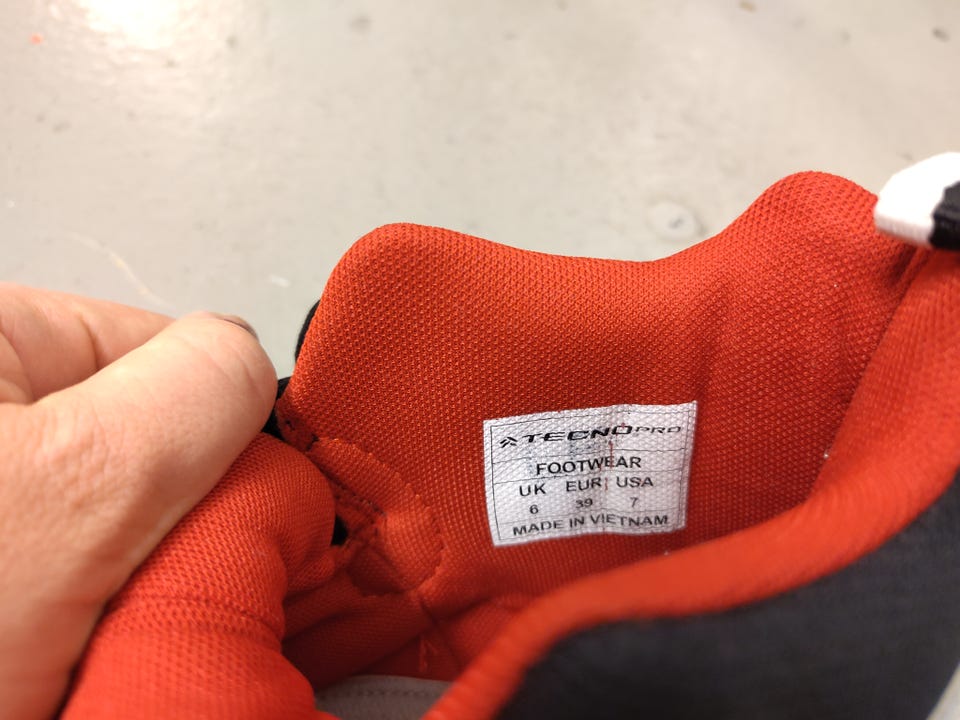 TECNOPRO
FOOTWEAR
UK EUR USA
6 39 7
MADE IN VIETNAM